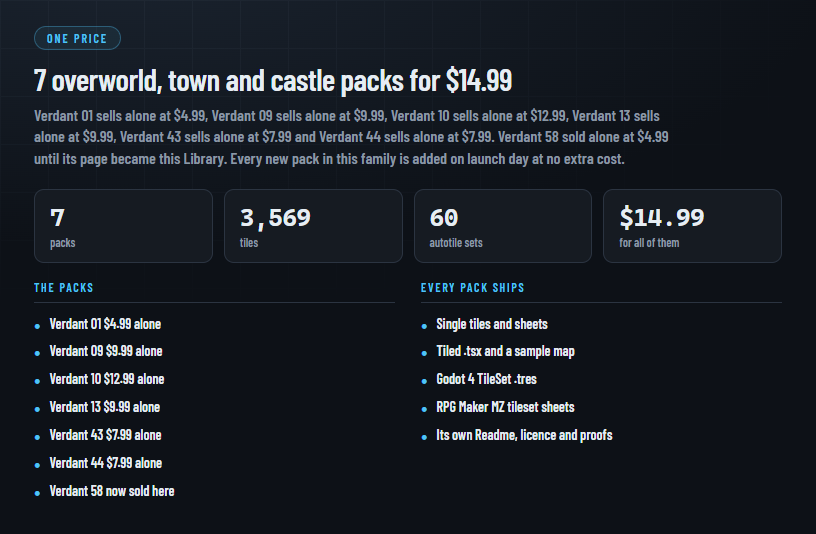 ONE PRICE
7 overworld, town and castle packs for $14.99
Verdant 01 sells alone at $4.99, Verdant 09 sells alone at $9.99, Verdant 10 sells alone at $12.99, Verdant 13 sells
alone at $9.99, Verdant 43 sells alone at $7.99 and Verdant 44 sells alone at $7.99. Verdant 58 sold alone at $4.99
until its page became this Library. Every new pack in this family is added on launch day at no extra cost.
7
packs
3,569
tiles
60
autotile sets
$14.99
for all of them
THE PACKS
Verdant 01 $4.99 alone
Verdant 09 $9.99 alone
Verdant 10 $12.99 alone
Verdant 13 $9.99 alone
Verdant 43 $7.99 alone
Verdant 44 $7.99 alone
Verdant 58 now sold here
EVERY PACK SHIPS
Single tiles and sheets
Tiled .tsx and a sample map
Godot 4 TileSet .tres
RPG Maker MZ tileset sheets
Its own Readme, licence and proofs